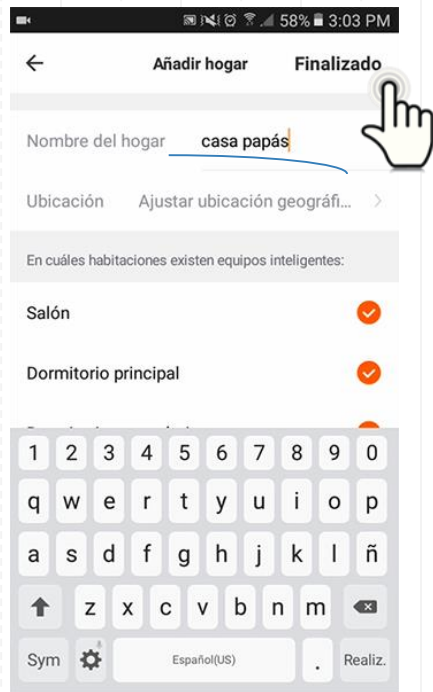 58% 3:03 PM
Añadir hogar Finalizado
Nombre del hogar casa papás
Ubicación Ajustar ubicación geográfi...
En cuáles habitaciones existen equipos inteligentes:
Salón
Dormitorio principal
1 2 3 4 5 6 7 8 9 0
q w e r t y u i o p
a s d f g h j k l ñ
z x c v b n m
Sym Español(US) . Realiz.